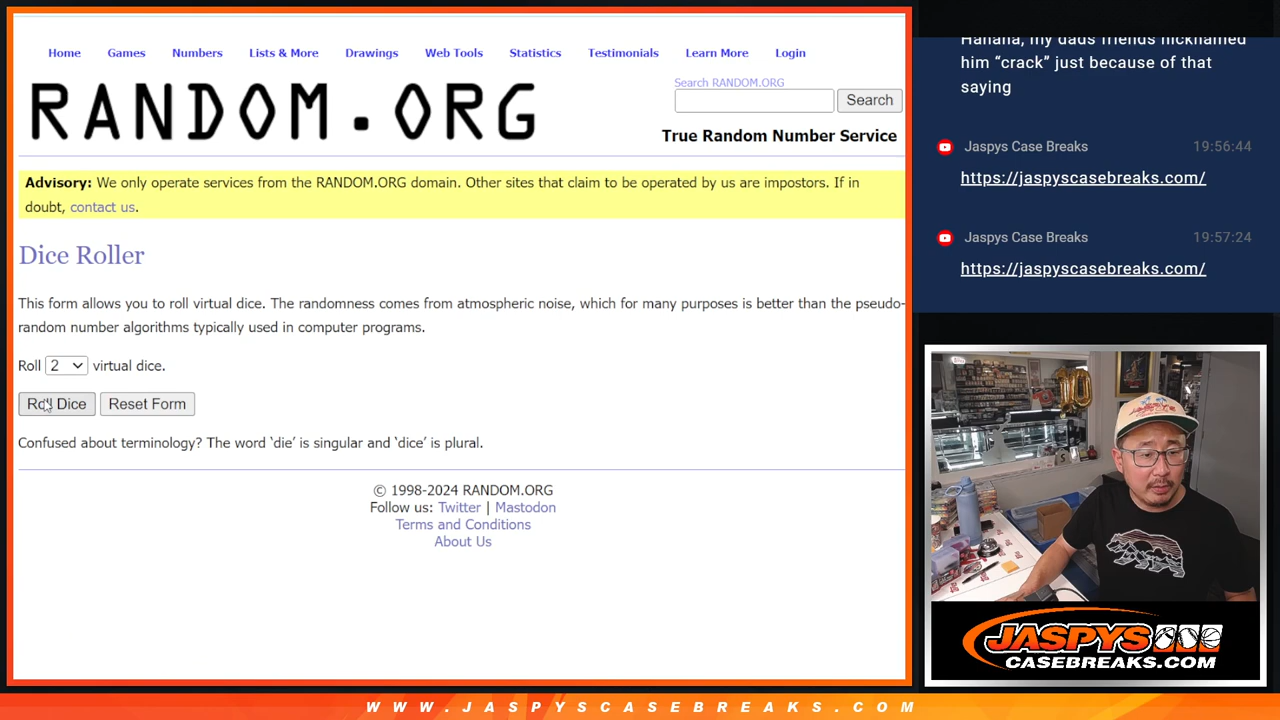 Home Games Numbers Lists & More Drawings Web Tools Statistics Testimonials Learn More Login
RANDOM.ORG
Search RANDOM.ORG
Search
True Random Number Service
Advisory: We only operate services from the RANDOM.ORG domain. Other sites that claim to be operated by us are impostors. If in
doubt, contact us.
Dice Roller
This form allows you to roll virtual dice. The randomness comes from atmospheric noise, which for many purposes is better than the pseudo-
random number algorithms typically used in computer programs.
Roll 2 virtual dice.
Roll Dice Reset Form
Confused about terminology? The word ‘die’ is singular and ‘dice’ is plural.
© 1998-2024 RANDOM.ORG
Follow us: Twitter | Mastodon
Terms and Conditions
About Us
Hahaha, my dads friends nicknamed
him “crack” just because of that
saying
Jaspys Case Breaks 19:56:44
https://jaspyscasebreaks.com/
Jaspys Case Breaks 19:57:24
https://jaspyscasebreaks.com/
10
JASPYS
CASEBREAKS.COM
WWW.JASPYSCASEBREAKS.COM